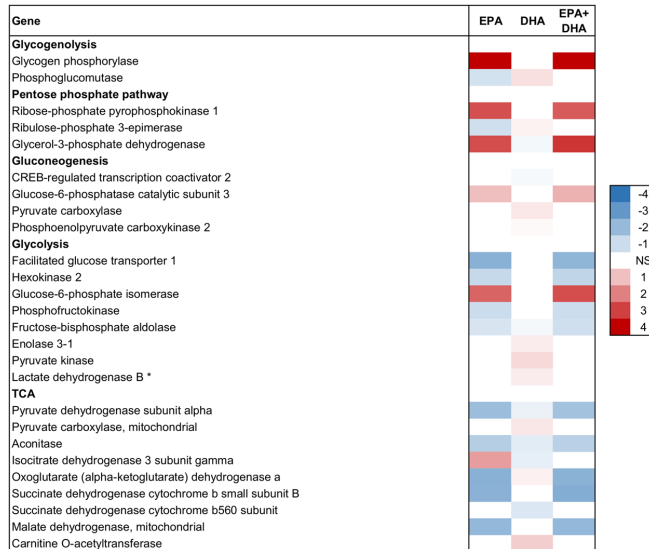 Gene EPA DHA EPA+
DHA
Glycogenolysis
Glycogen phosphorylase
Phosphoglucomutase
Pentose phosphate pathway
Ribose-phosphate pyrophosphokinase 1
Ribulose-phosphate 3-epimerase
Glycerol-3-phosphate dehydrogenase
Gluconeogenesis
CREB-regulated transcription coactivator 2
Glucose-6-phosphatase catalytic subunit 3
Pyruvate carboxylase
Phosphoenolpyruvate carboxykinase 2
Glycolysis
Facilitated glucose transporter 1
Hexokinase 2
Glucose-6-phosphate isomerase
Phosphofructokinase
Fructose-bisphosphate aldolase
Enolase 3-1
Pyruvate kinase
Lactate dehydrogenase B *
TCA
Pyruvate dehydrogenase subunit alpha
Pyruvate carboxylase, mitochondrial
Aconitase
Isocitrate dehydrogenase 3 subunit gamma
Oxoglutarate (alpha-ketoglutarate) dehydrogenase a
Succinate dehydrogenase cytochrome b small subunit B
Succinate dehydrogenase cytochrome b560 subunit
Malate dehydrogenase, mitochondrial
Carnitine O-acetyltransferase
-4
-3
-2
-1
NS
1
2
3
4